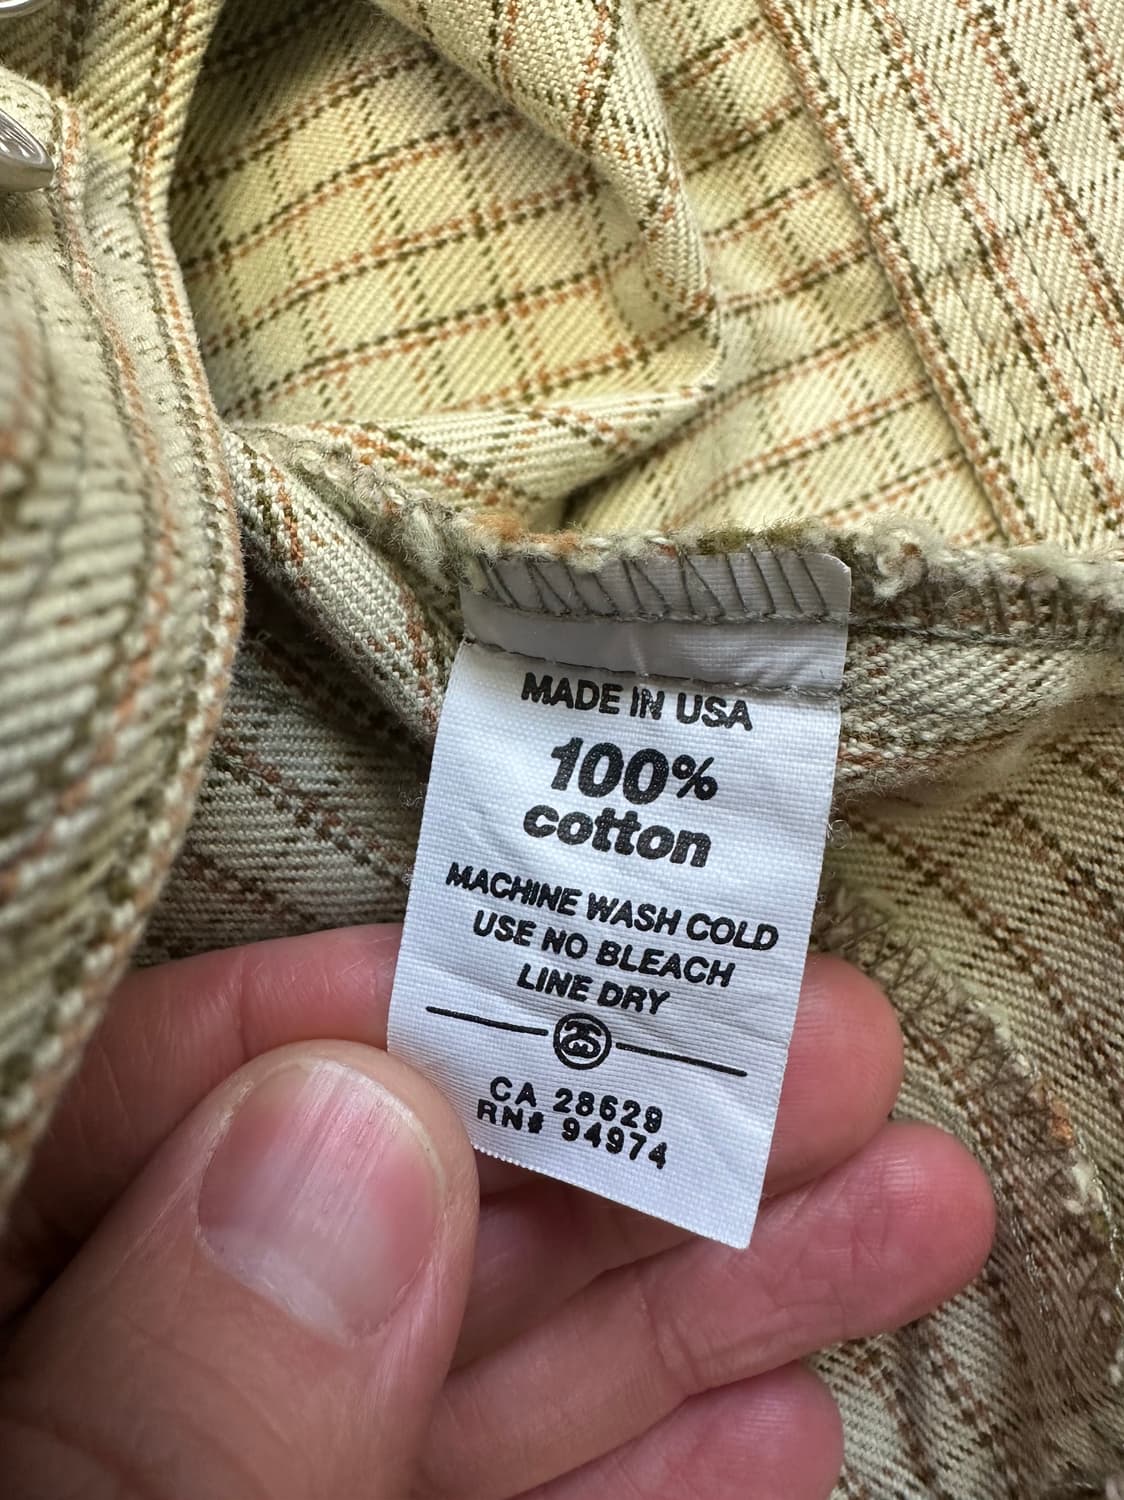 MADE IN USA
100%
cotton
MACHINE WASH COLD
USE NO BLEACH
LINE DRY
CA 28629
RN# 94974